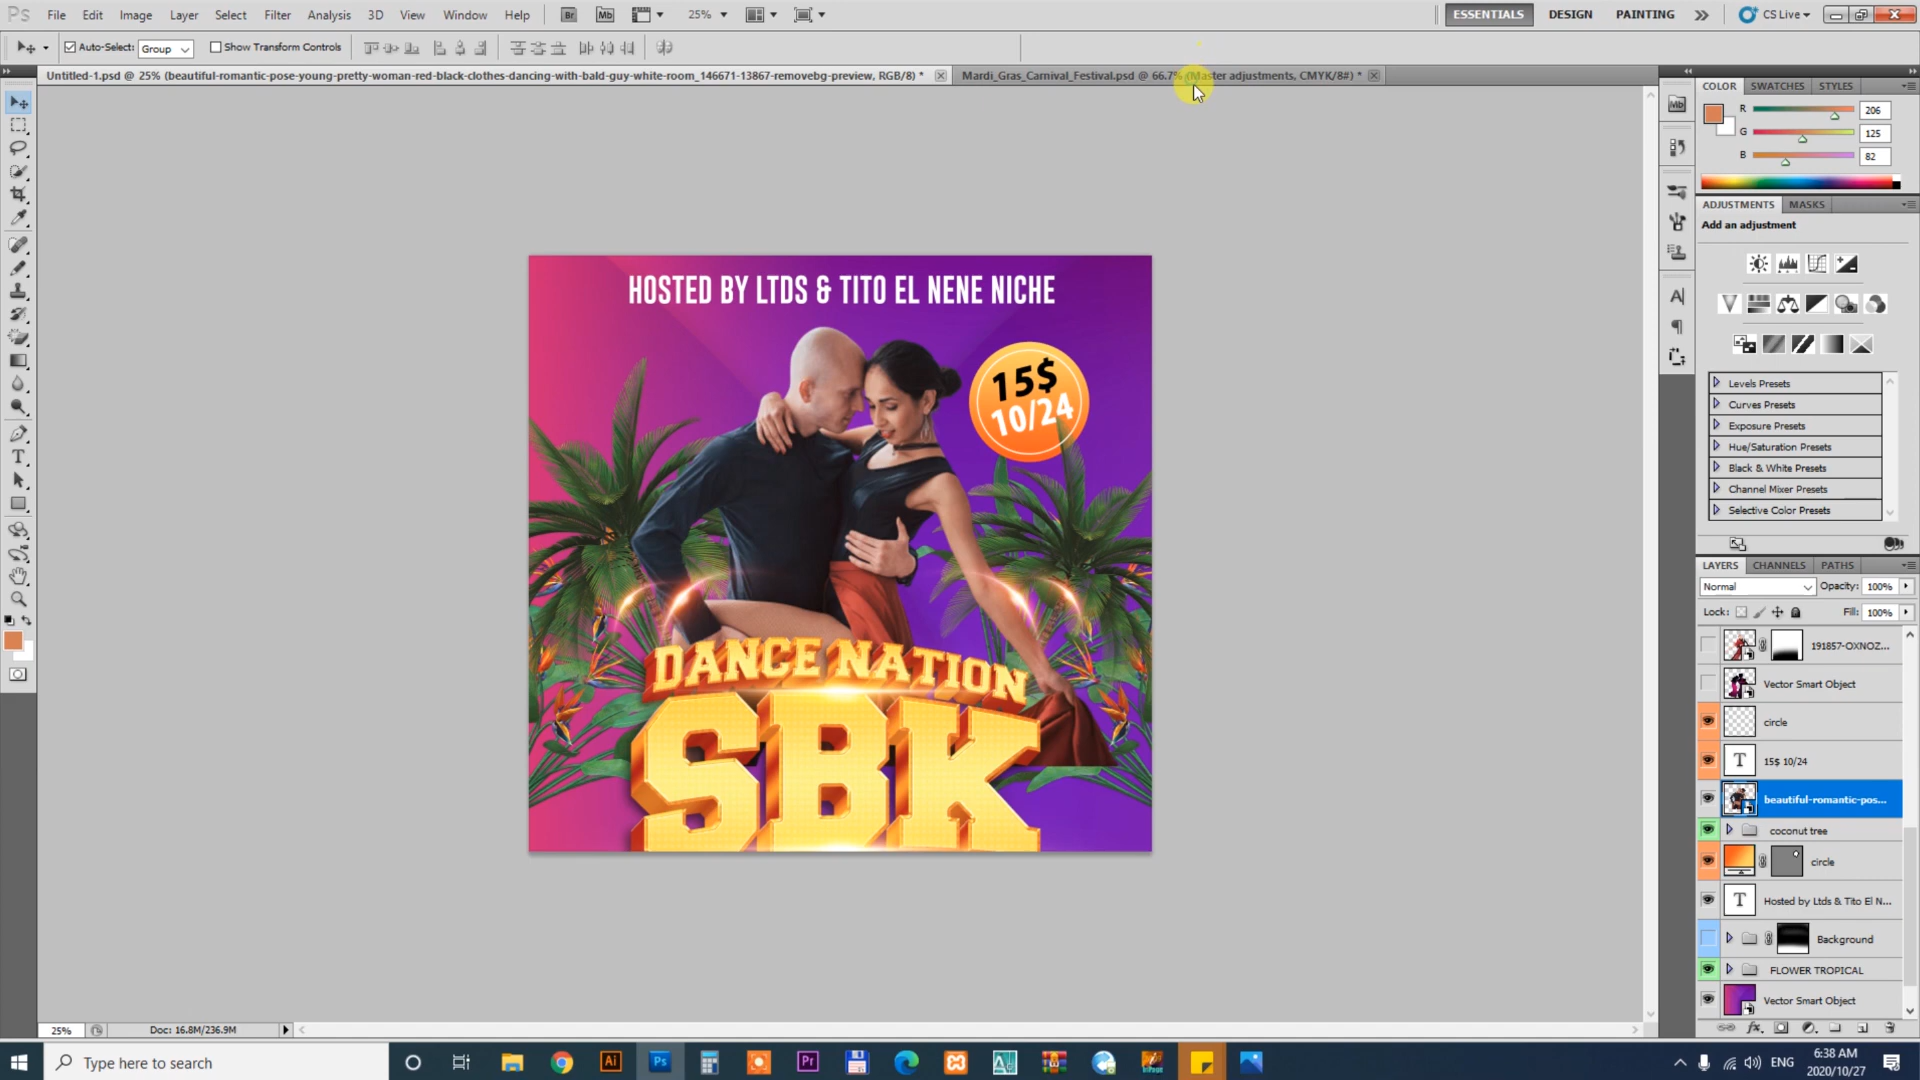 Ps File Edit Image Layer Select Filter Analysis 3D View Window Help Br Mb 25% ESSENTIALS DESIGN PAINTING CS Live
Auto-Select: Group Show Transform Controls
Untitled-1.psd @ 25% (beautiful-romantic-pose-young-pretty-woman-red-black-clothes-dancing-with-bald-guy-white-room_146671-13867-removebg-preview, RGB/8) *
Mardi_Gras_Carnival_Festival.psd @ 66.7% (Master adjustments, CMYK/8#) *
COLOR SWATCHES STYLES
R 206
G 125
B 82
ADJUSTMENTS MASKS
Add an adjustment
Levels Presets
Curves Presets
Exposure Presets
Hue/Saturation Presets
Black & White Presets
Channel Mixer Presets
Selective Color Presets
LAYERS CHANNELS PATHS
Normal Opacity: 100%
Lock: Fill: 100%
191857-OXNOZ...
Vector Smart Object
circle
T 15$ 10/24
beautiful-romantic-pos...
coconut tree
circle
T Hosted by Ltds & Tito El N...
Background
FLOWER TROPICAL
Vector Smart Object
HOSTED BY LTDS & TITO EL NENE NICHE
15$
10/24
DANCE NATION
SBK
25% Doc: 16.8M/236.9M
Type here to search
Ai Ps Pr
ENG
6:38 AM
2020/10/27